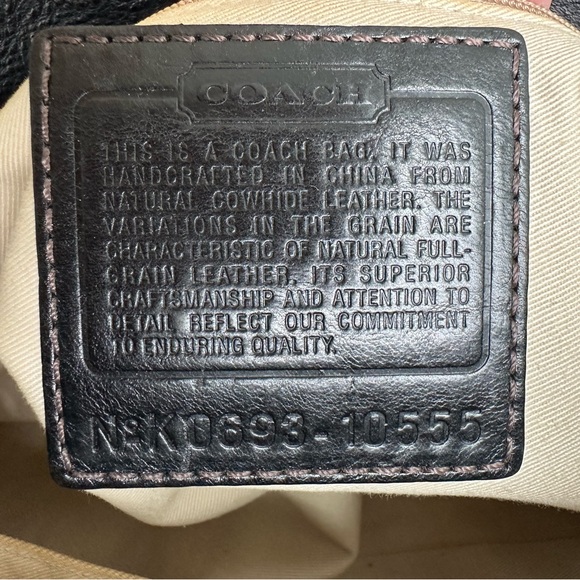 COACH
THIS IS A COACH BAG. IT WAS
HANDCRAFTED IN CHINA FROM
NATURAL COWHIDE LEATHER. THE
VARIATIONS IN THE GRAIN ARE
CHARACTERISTIC OF NATURAL FULL-
GRAIN LEATHER. ITS SUPERIOR
CRAFTSMANSHIP AND ATTENTION TO
DETAIL REFLECT OUR COMMITMENT
TO ENDURING QUALITY.
Nº K0693-10555